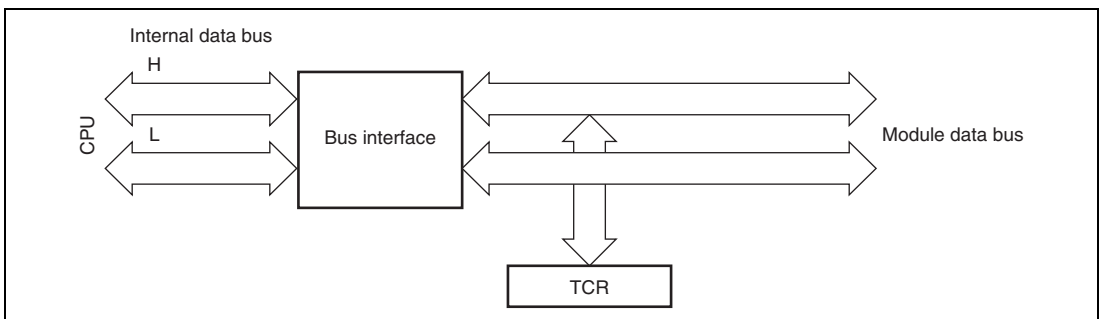 Internal data bus
H
CPU
L
Bus interface
Module data bus
TCR